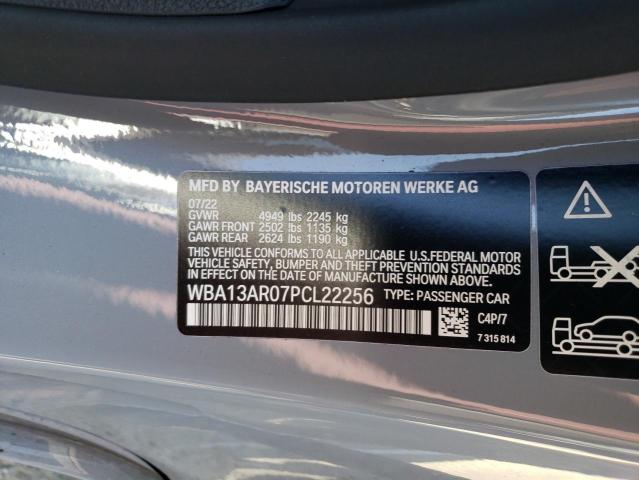 MFD BY BAYERISCHE MOTOREN WERKE AG
07/22
GVWR 4949 lbs 2245 kg
GAWR FRONT 2502 lbs 1135 kg
GAWR REAR 2624 lbs 1190 kg
THIS VEHICLE CONFORMS TO ALL APPLICABLE U.S.FEDERAL MOTOR
VEHICLE SAFETY, BUMPER AND THEFT PREVENTION STANDARDS IN
EFFECT ON THE DATE OF MANUFACTURE SHOWN ABOVE.
WBA13AR07PCL22256 TYPE: PASSENGER CAR
C4P/7
7 315 814